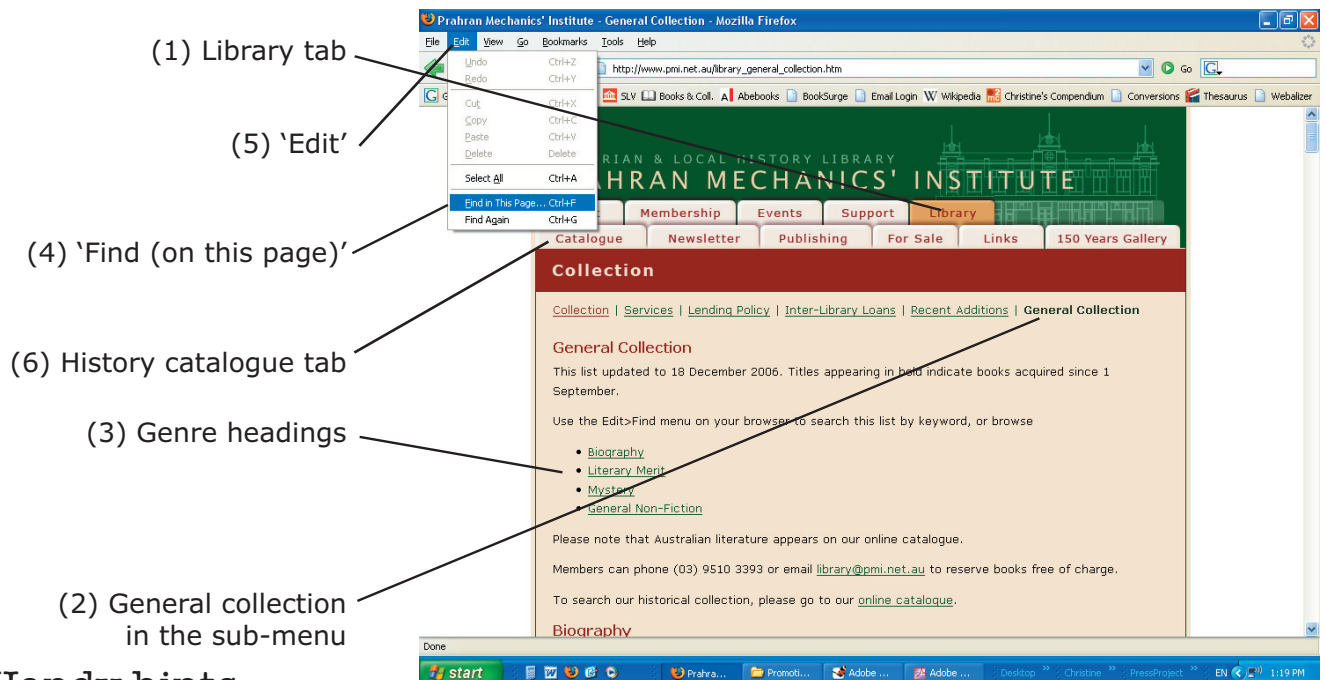 Prahran Mechanics' Institute - General Collection - Mozilla Firefox
File Edit View Go Bookmarks Tools Help
(1) Library tab
Undo Ctrl+Z
http://www.pmi.net.au/library_general_collection.htm Go
Redo Ctrl+Y
SLV Books & Coll. Abebooks BookSurge Email Login Wikipedia Christine's Compendium Conversions Thesaurus Webalizer
Cut Ctrl+X
Copy Ctrl+C
Paste Ctrl+V
Delete Delete
(5) ‘Edit’
RIAN & LOCAL HISTORY LIBRARY
Select All Ctrl+A
AHRAN MECHANICS' INSTITUTE
Find in This Page... Ctrl+F
Find Again Ctrl+G
Membership Events Support Library
Catalogue Newsletter Publishing For Sale Links 150 Years Gallery
(4) ‘Find (on this page)’
Collection
Collection | Services | Lending Policy | Inter-Library Loans | Recent Additions | General Collection
(6) History catalogue tab
General Collection
This list updated to 18 December 2006. Titles appearing in bold indicate books acquired since 1
September.
Use the Edit>Find menu on your browser to search this list by keyword, or browse
(3) Genre headings
• Biography
• Literary Merit
• Mystery
• General Non-Fiction
Please note that Australian literature appears on our online catalogue.
Members can phone (03) 9510 3393 or email library@pmi.net.au to reserve books free of charge.
To search our historical collection, please go to our online catalogue.
(2) General collection
in the sub-menu
Biography
Done
start Prahra... Promoti... Adobe ... Adobe ... Desktop Christine PressProject EN 1:19 PM